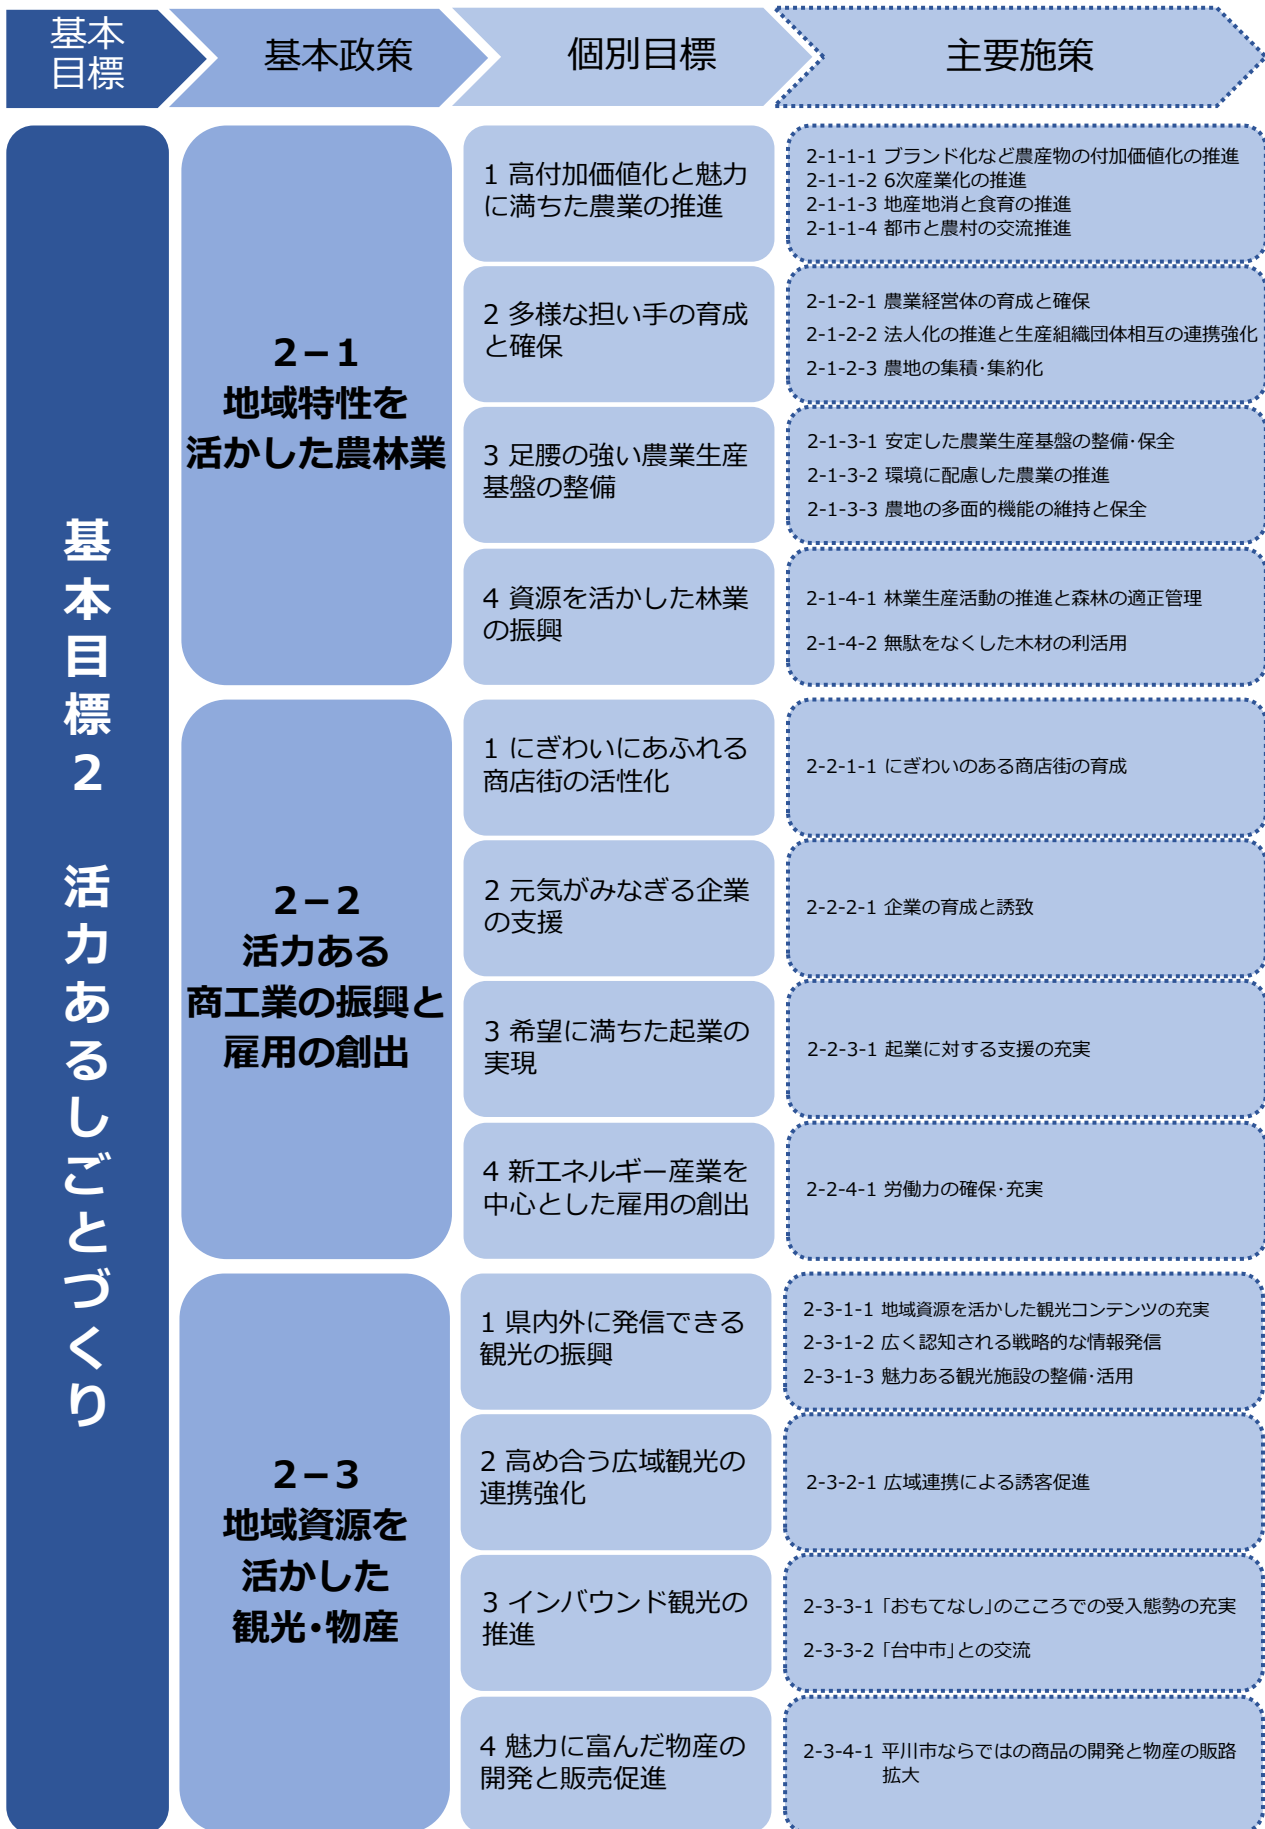 基本
目標
基本政策
個別目標
主要施策
基本目標2　活力あるしごとづくり
2−1
地域特性を
活かした農林業
1 高付加価値化と魅力
に満ちた農業の推進
2-1-1-1 ブランド化など農産物の付加価値化の推進
2-1-1-2 6次産業化の推進
2-1-1-3 地産地消と食育の推進
2-1-1-4 都市と農村の交流推進
2 多様な担い手の育成
と確保
2-1-2-1 農業経営体の育成と確保
2-1-2-2 法人化の推進と生産組織団体相互の連携強化
2-1-2-3 農地の集積･集約化
3 足腰の強い農業生産
基盤の整備
2-1-3-1 安定した農業生産基盤の整備･保全
2-1-3-2 環境に配慮した農業の推進
2-1-3-3 農地の多面的機能の維持と保全
4 資源を活かした林業
の振興
2-1-4-1 林業生産活動の推進と森林の適正管理
2-1-4-2 無駄をなくした木材の利活用
2−2
活力ある
商工業の振興と
雇用の創出
1 にぎわいにあふれる
商店街の活性化
2-2-1-1 にぎわいのある商店街の育成
2 元気がみなぎる企業
の支援
2-2-2-1 企業の育成と誘致
3 希望に満ちた起業の
実現
2-2-3-1 起業に対する支援の充実
4 新エネルギー産業を
中心とした雇用の創出
2-2-4-1 労働力の確保･充実
2−3
地域資源を
活かした
観光･物産
1 県内外に発信できる
観光の振興
2-3-1-1 地域資源を活かした観光コンテンツの充実
2-3-1-2 広く認知される戦略的な情報発信
2-3-1-3 魅力ある観光施設の整備･活用
2 高め合う広域観光の
連携強化
2-3-2-1 広域連携による誘客促進
3 インバウンド観光の
推進
2-3-3-1 ｢おもてなし｣のこころでの受入態勢の充実
2-3-3-2 ｢台中市｣との交流
4 魅力に富んだ物産の
開発と販売促進
2-3-4-1 平川市ならではの商品の開発と物産の販路
拡大